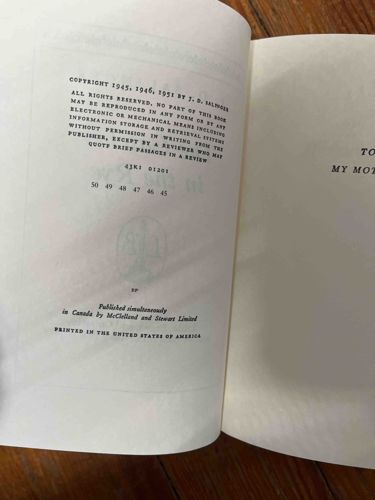 COPYRIGHT 1945, 1946, 1951 BY J. D. SALINGER
ALL RIGHTS RESERVED, NO PART OF THIS BOOK
MAY BE REPRODUCED IN ANY FORM OR BY ANY
ELECTRONIC OR MECHANICAL MEANS INCLUDING
INFORMATION STORAGE AND RETRIEVAL SYSTEMS
WITHOUT PERMISSION IN WRITING FROM THE
PUBLISHER, EXCEPT BY A REVIEWER WHO MAY
QUOTE BRIEF PASSAGES IN A REVIEW
43KI 01201
50 49 48 47 46 45
BP
Published simultaneously
in Canada by McClelland and Stewart Limited
PRINTED IN THE UNITED STATES OF AMERICA
TO
MY